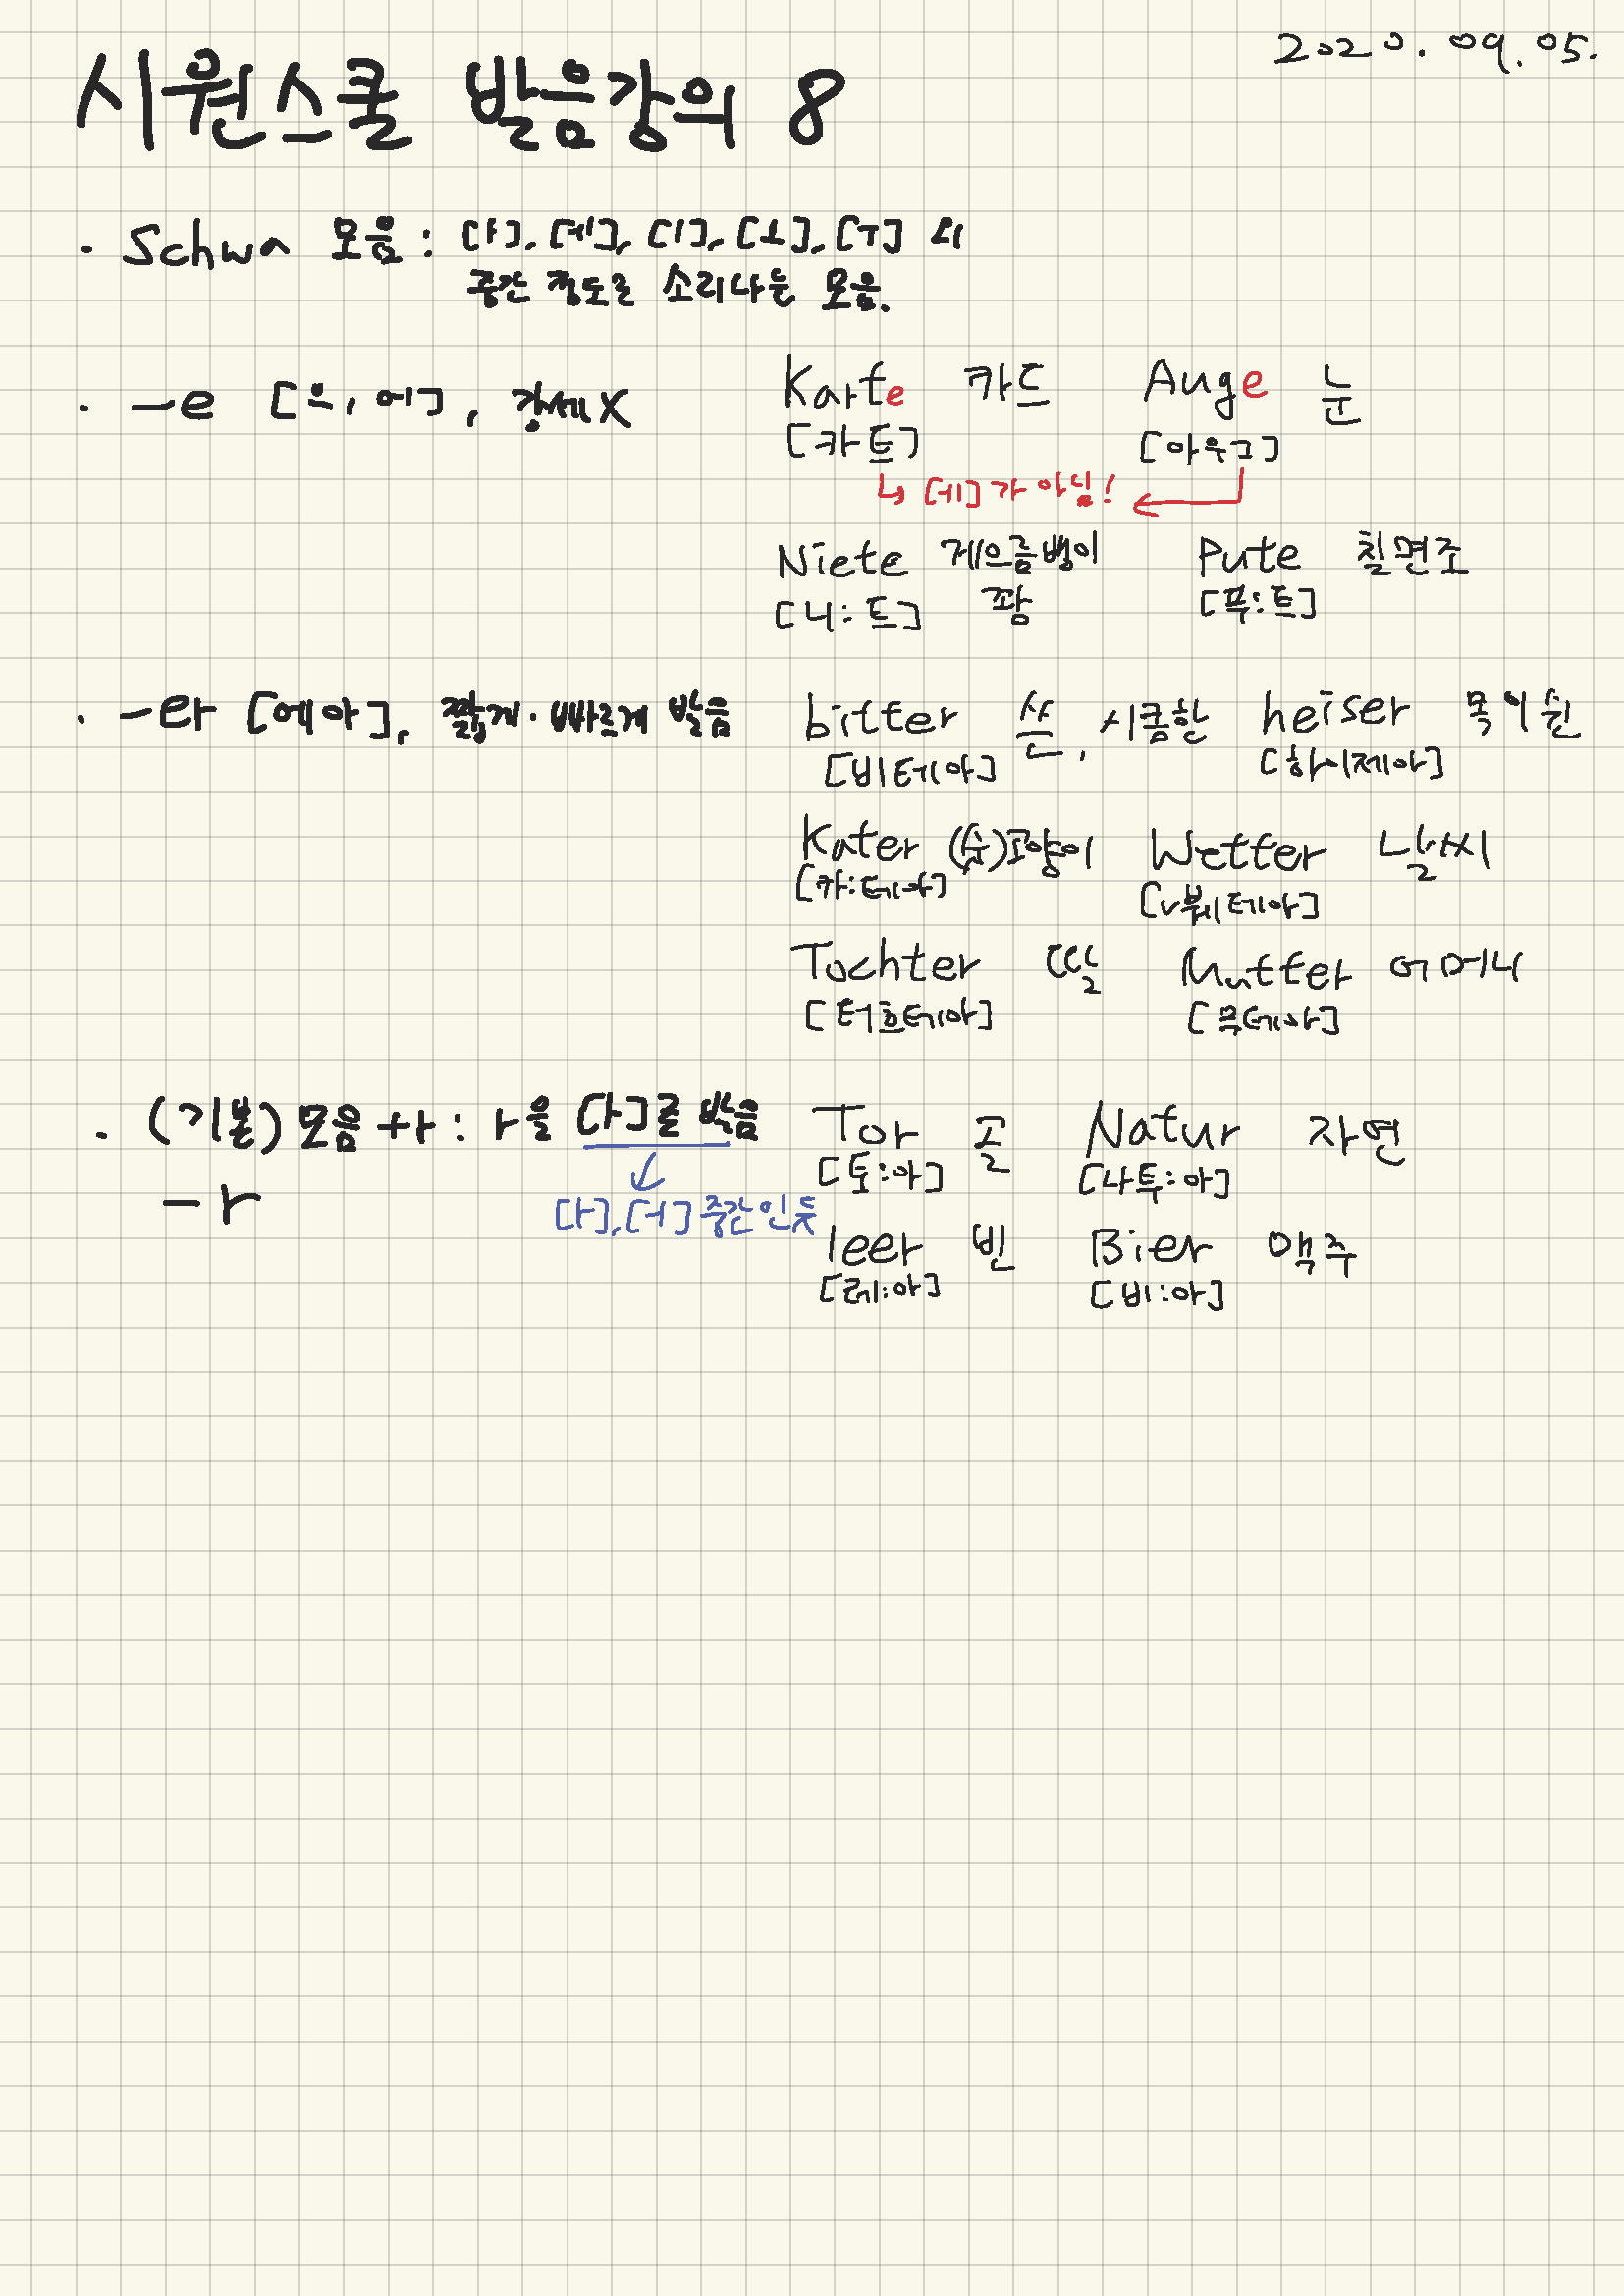 2020.09.05.
시원스쿨 발음강의 8
· Schwa 모음 : [ㅏ], [ㅔ], [ㅣ], [ㅗ], [ㅜ] 의
중간 정도로 소리나는 모음.
· -e [으, 어], 강세X
Karte 카드 Auge 눈
[카트] [아우그]
↳ [ㅔ]가 아님! ←
Niete 게으름뱅이 Pute 칠면조
[니:트] 꽝 [푸:트]
· -er [에아], 짧게·빠르게 발음
bitter 쓴, 시큼한 heiser 목이 쉰
[비테아] [하이제아]
Kater (수)고양이 Wetter 날씨
[카:테아] [v붸테아]
Tochter 딸 Mutter 어머니
[터흐테아] [무테아]
· (기본) 모음 + r : r을 [ㅏ]로 발음
Tor 골 Natur 자연
[토:아] [나투:아]
-r
[ㅏ], [ㅓ] 중간인듯
leer 빈 Bier 맥주
[레:아] [비:아]